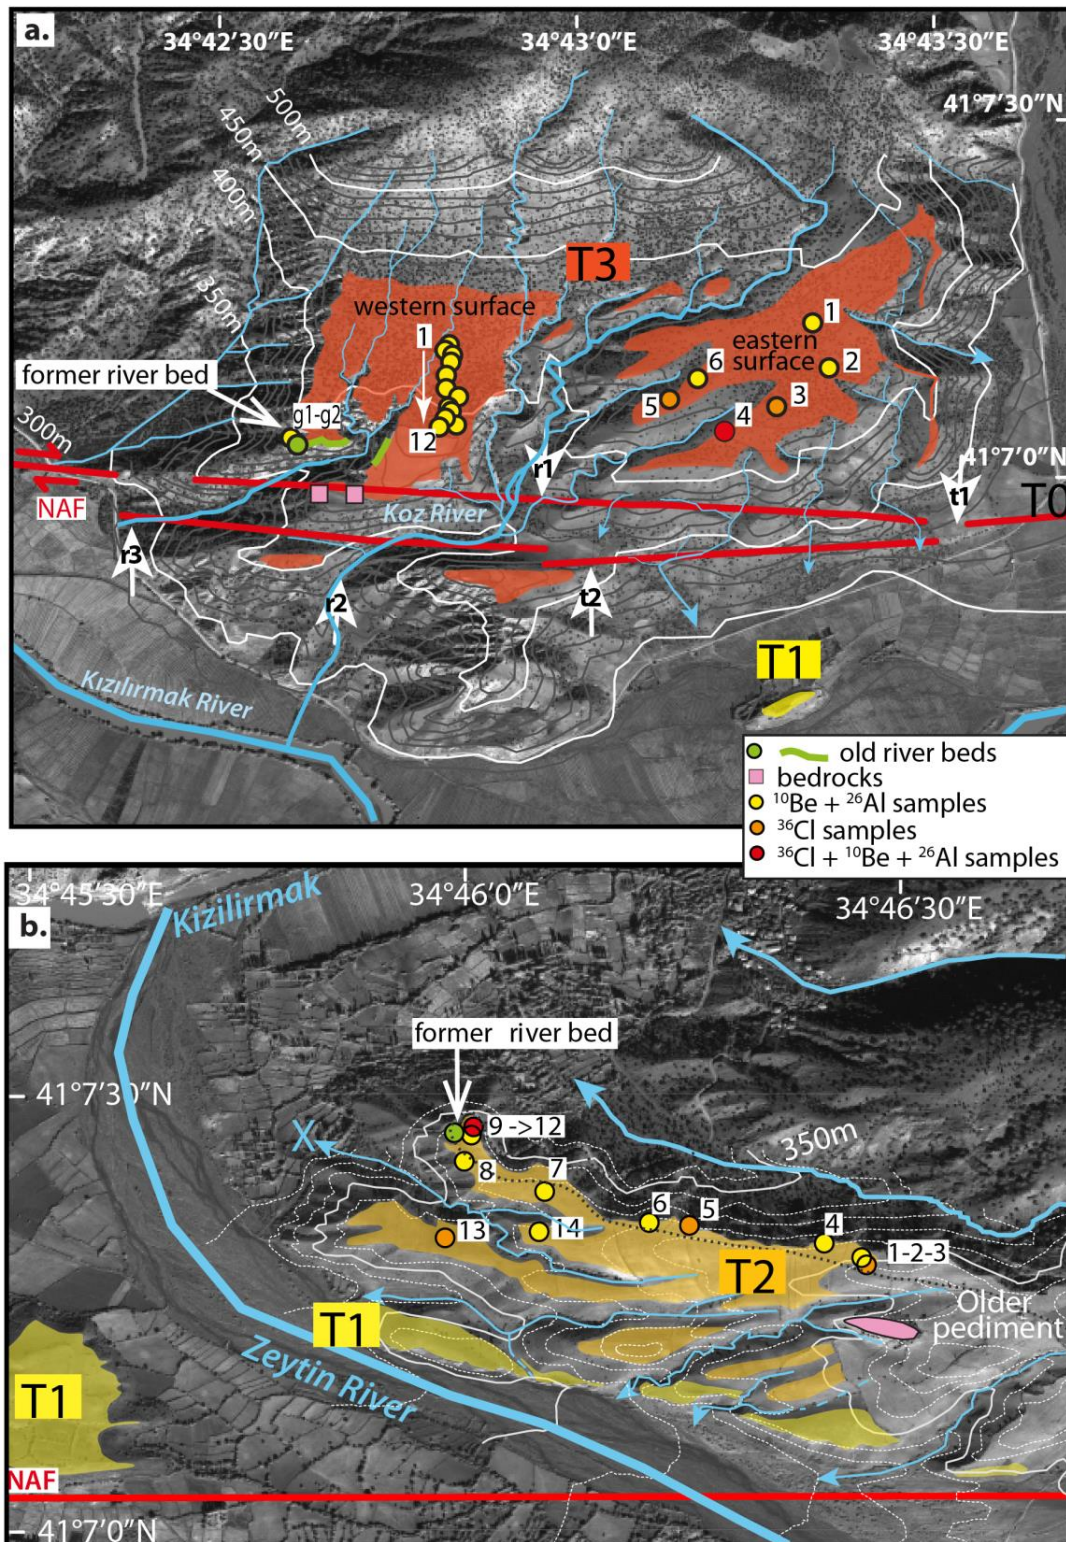 a.
34°42'30"E
34°43'0"E
34°43'30"E
41°7'30"N
500m
450m
400m
350m
300m
T3
western surface
1
12
eastern
surface
1
2
3
4
5
6
former river bed
g1-g2
41°7'0"N
NAF
Koz River
r1
r2
r3
t1
t2
T0
T1
Kızılırmak River
old river beds
bedrocks
¹⁰Be + ²⁶Al samples
³⁶Cl samples
³⁶Cl + ¹⁰Be + ²⁶Al samples
b.
34°45'30"E
34°46'0"E
34°46'30"E
Kizilirmak
former river bed
41°7'30"N
X
9 ->12
350m
8
7
6
5
4
1-2-3
13
14
T2
Older
pediment
T1
Zeytin River
T1
NAF
41°7'0"N